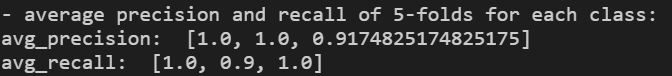 - average precision and recall of 5-folds for each class:
avg_precision:  [1.0, 1.0, 0.9174825174825175]
avg_recall:  [1.0, 0.9, 1.0]